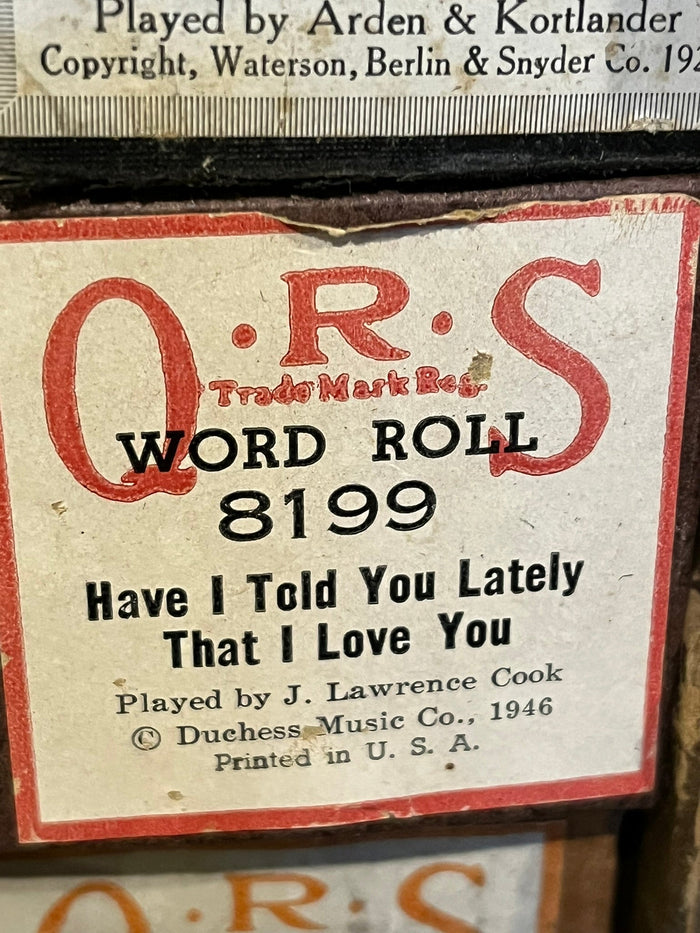 Played by Arden & Kortlander
Copyright, Waterson, Berlin & Snyder Co.
Q·R·S
Trade Mark Reg.
WORD ROLL
8199
Have I Told You Lately
That I Love You
Played by J. Lawrence Cook
© Duchess Music Co., 1946
Printed in U. S. A.
Q·R·S